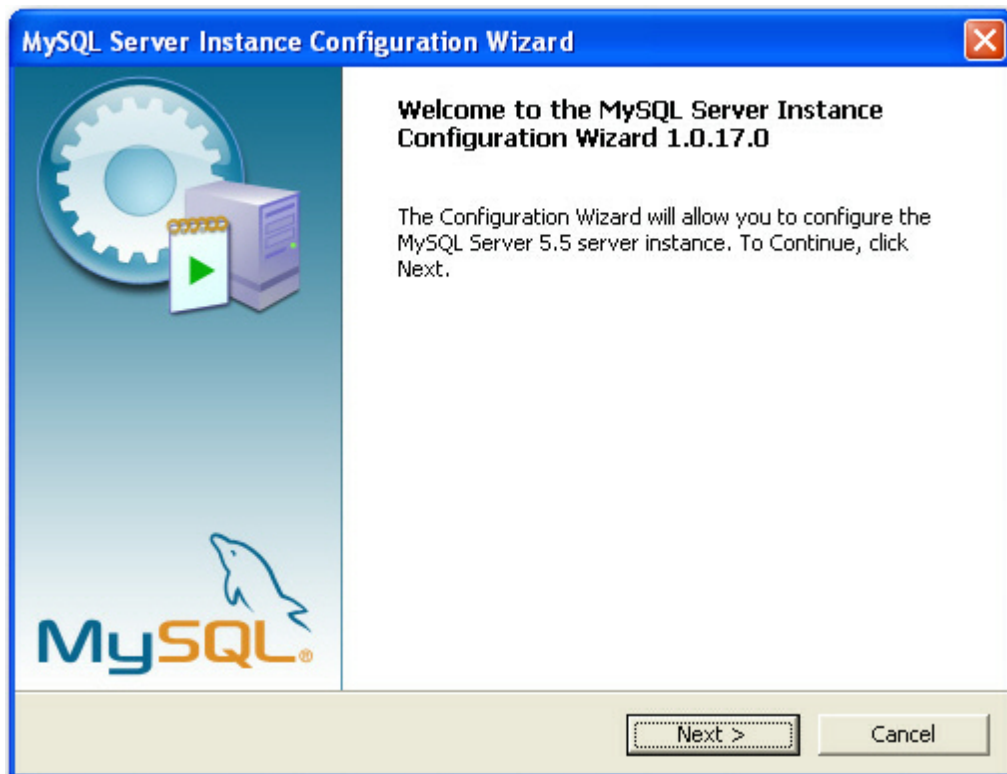 MySQL Server Instance Configuration Wizard
Welcome to the MySQL Server Instance
Configuration Wizard 1.0.17.0
The Configuration Wizard will allow you to configure the
MySQL Server 5.5 server instance. To Continue, click
Next.
MySQL®
Next >
Cancel